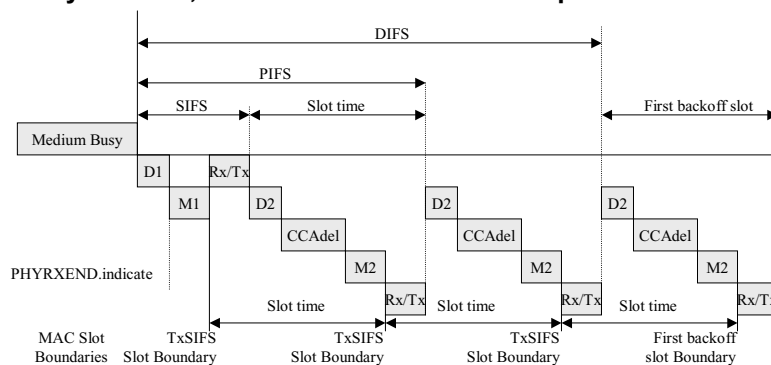 DIFS
PIFS
SIFS
Slot time
First backoff slot
Medium Busy
D1
Rx/Tx
M1
D2
D2
D2
CCAdel
CCAdel
CCAdel
M2
M2
M2
PHYRXEND.indicate
Rx/Tx
Rx/Tx
Rx/Tx
Slot time
Slot time
Slot time
MAC Slot
Boundaries
TxSIFS
Slot Boundary
TxSIFS
Slot Boundary
TxSIFS
Slot Boundary
First backoff
slot Boundary